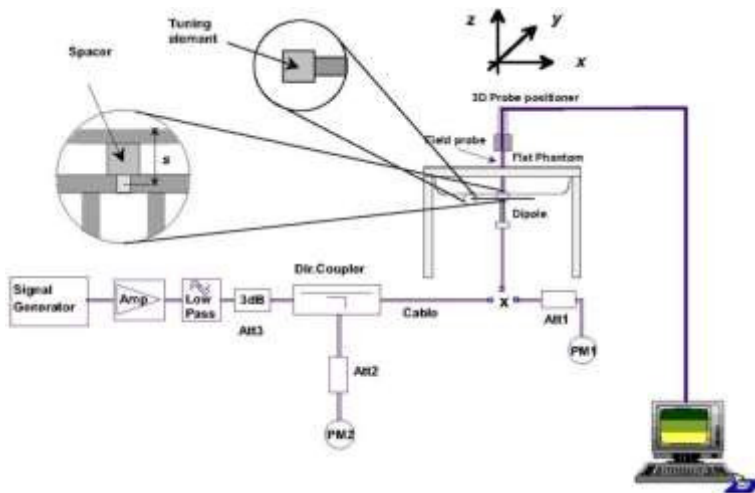 Tuning
element
Spacer
s
z
y
x
3D Probe positioner
Field probe
Flat Phantom
Dipole
Signal
Generator
Amp
Low
Pass
3dB
Att3
Dir.Coupler
Cable
x
Att1
PM1
Att2
PM2